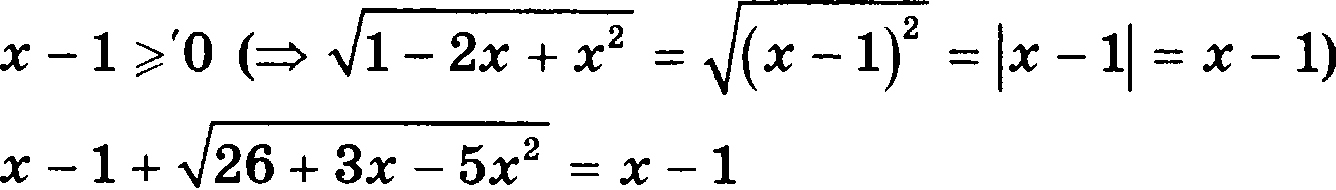 x − 1 ⩾ 0 (⇒ √(1 − 2x + x²) = √((x − 1)²) = |x − 1| = x − 1)
x − 1 + √(26 + 3x − 5x²) = x − 1